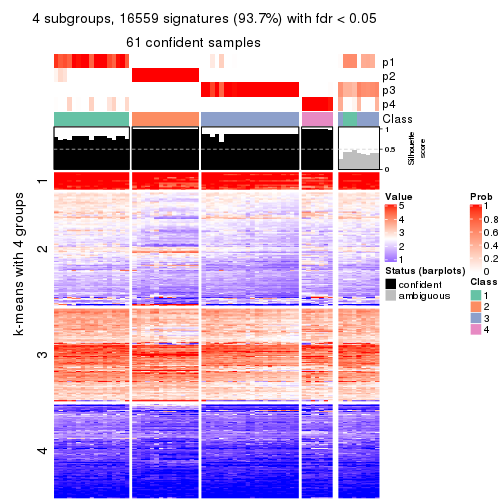 4 subgroups, 16559 signatures (93.7%) with fdr < 0.05
61 confident samples
p1
p2
p3
p4
Class
1
0.5
0
Silhouette
score
k-means with 4 groups
1
2
3
4
Value
5
4
3
2
1
Status (barplots)
confident
ambiguous
Prob
1
0.8
0.6
0.4
0.2
0
Class
1
2
3
4